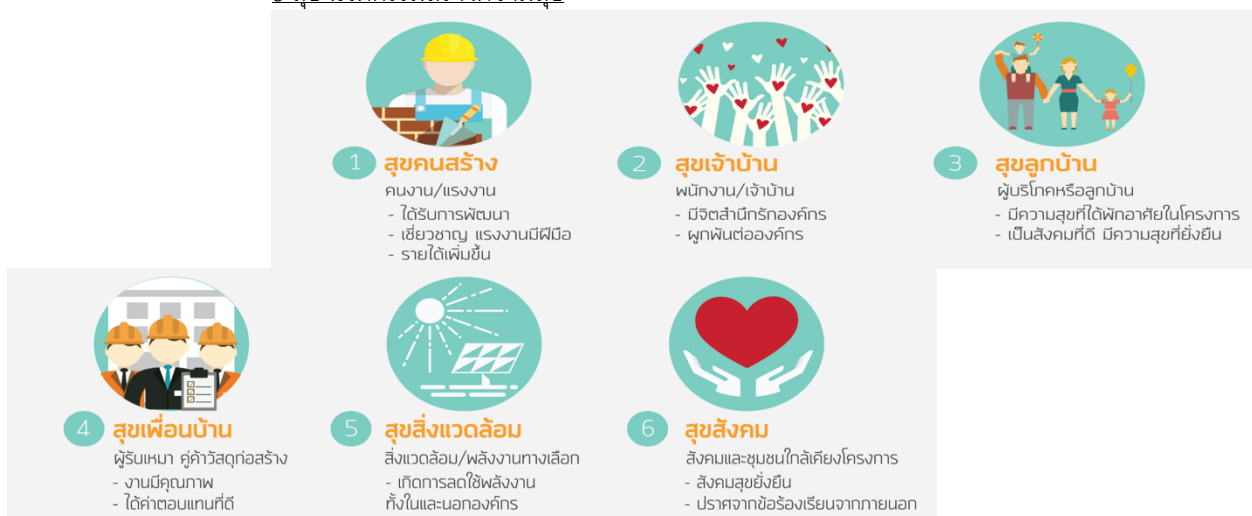 1 สุขคนสร้าง
คนงาน/แรงงาน
- ได้รับการพัฒนา
- เชี่ยวชาญ แรงงานมีฝีมือ
- รายได้เพิ่มขึ้น
2 สุขเจ้าบ้าน
พนักงาน/เจ้าบ้าน
- มีจิตสำนึกรักองค์กร
- ผูกพันต่อองค์กร
3 สุขลูกบ้าน
ผู้บริโภคหรือลูกบ้าน
- มีความสุขที่ได้พักอาศัยในโครงการ
- เป็นสังคมที่ดี มีความสุขที่ยั่งยืน
4 สุขเพื่อนบ้าน
ผู้รับเหมา คู่ค้าวัสดุก่อสร้าง
- งานมีคุณภาพ
- ได้ค่าตอบแทนที่ดี
5 สุขสิ่งแวดล้อม
สิ่งแวดล้อม/พลังงานทางเลือก
- เกิดการลดใช้พลังงาน
ทั้งในและนอกองค์กร
6 สุขสังคม
สังคมและชุมชนใกล้เคียงโครงการ
- สังคมสุขยั่งยืน
- ปราศจากข้อร้องเรียนจากภายนอก